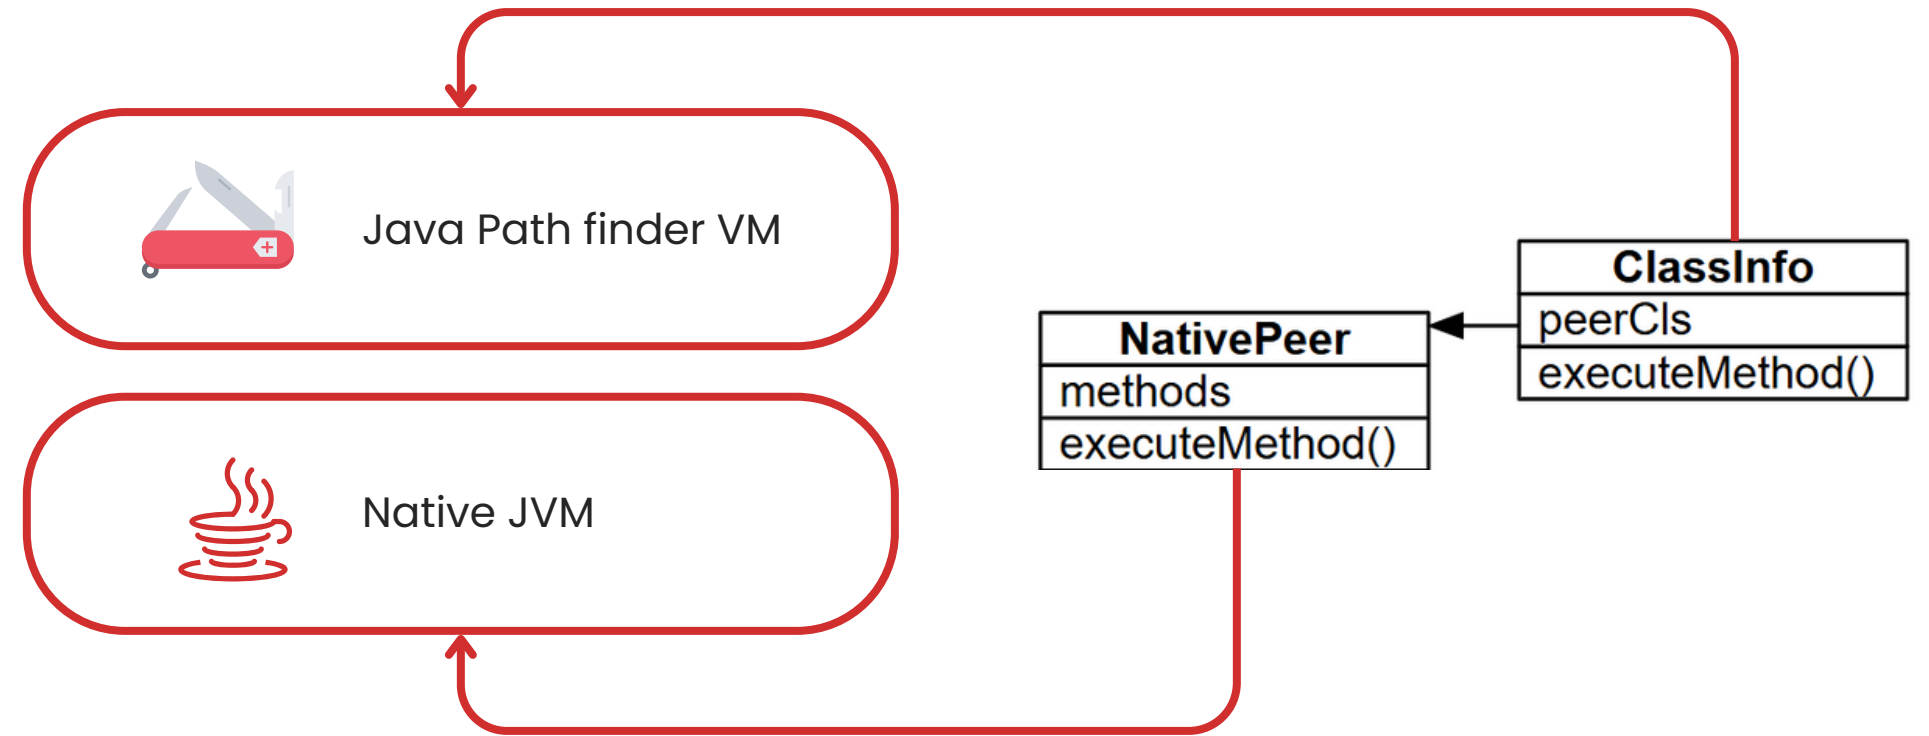 Java Path finder VM
Native JVM
NativePeer
methods
executeMethod()
ClassInfo
peerCls
executeMethod()